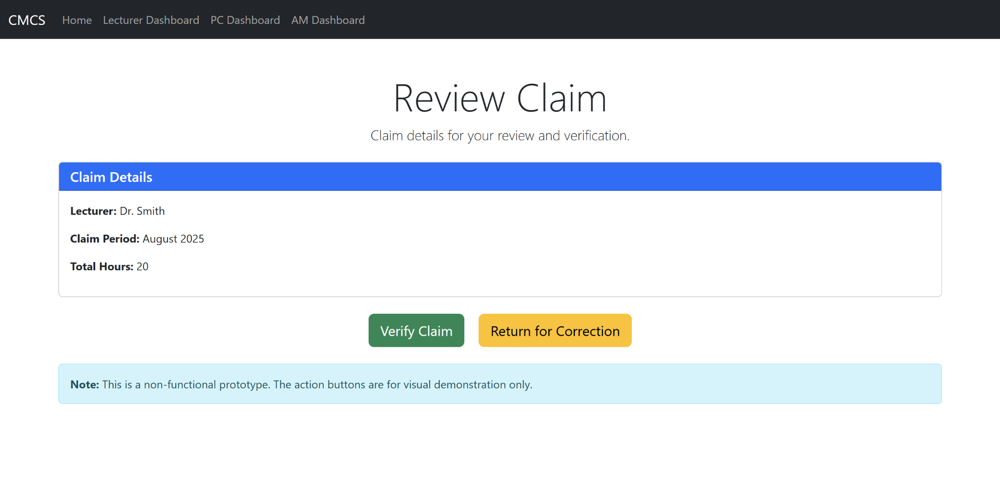 CMCS Home Lecturer Dashboard PC Dashboard AM Dashboard
Review Claim
Claim details for your review and verification.
Claim Details
Lecturer: Dr. Smith
Claim Period: August 2025
Total Hours: 20
Verify Claim Return for Correction
Note: This is a non-functional prototype. The action buttons are for visual demonstration only.